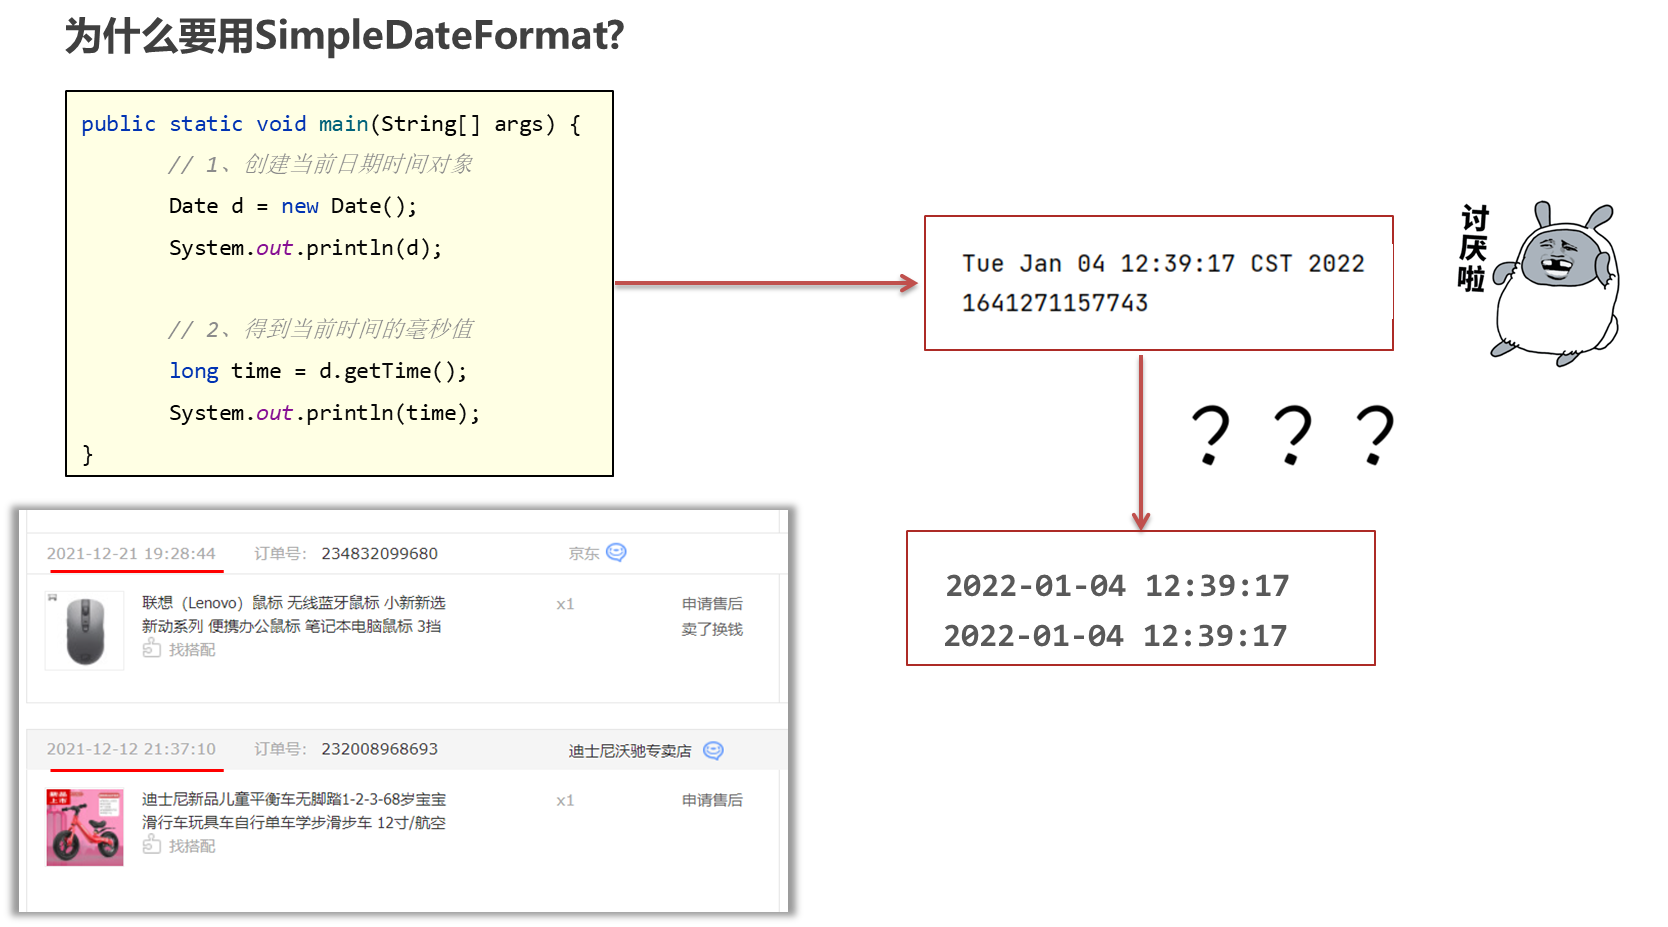 为什么要用SimpleDateFormat?
public static void main(String[] args) {
// 1、创建当前日期时间对象
Date d = new Date();
System.out.println(d);
// 2、得到当前时间的毫秒值
long time = d.getTime();
System.out.println(time);
}
Tue Jan 04 12:39:17 CST 2022
1641271157743
讨厌啦
? ? ?
2022-01-04 12:39:17
2022-01-04 12:39:17
2021-12-21 19:28:44 订单号: 234832099680 京东
联想（Lenovo）鼠标 无线蓝牙鼠标 小新新选 x1 申请售后
新动系列 便携办公鼠标 笔记本电脑鼠标 3挡 卖了换钱
找搭配
2021-12-12 21:37:10 订单号: 232008968693 迪士尼沃驰专卖店
新品
上市
迪士尼新品儿童平衡车无脚踏1-2-3-68岁宝宝 x1 申请售后
滑行车玩具车自行单车学步滑步车 12寸/航空
找搭配